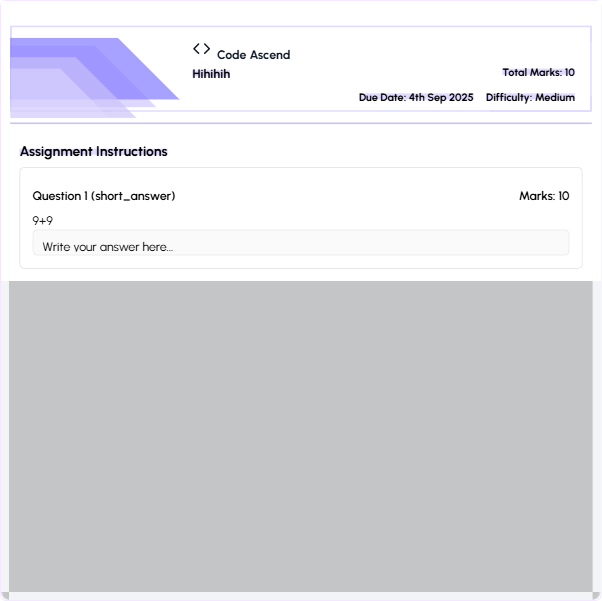 Code Ascend
Hihihih
Total Marks: 10
Due Date: 4th Sep 2025 Difficulty: Medium
Assignment Instructions
Question 1 (short_answer) Marks: 10
9+9
Write your answer here...